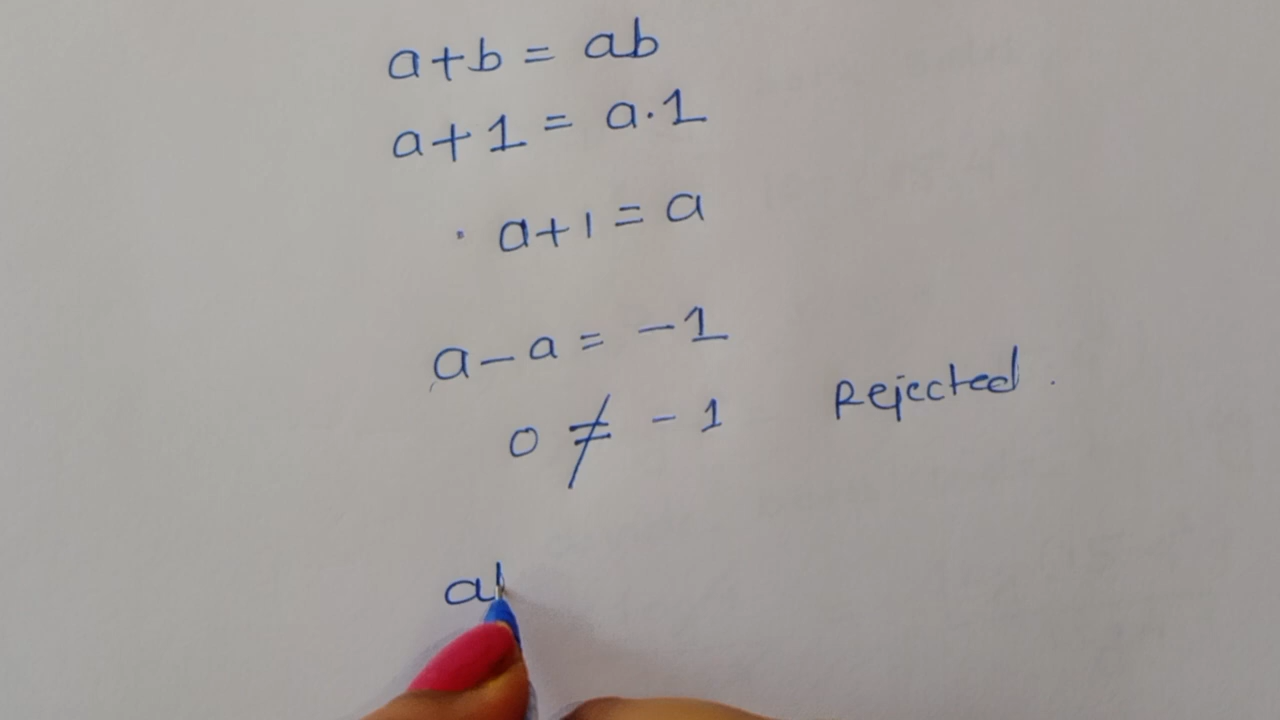 a+b = ab
a+1 = a.1
a+1 = a
a-a = -1
0 ≠ -1 Rejected.
a